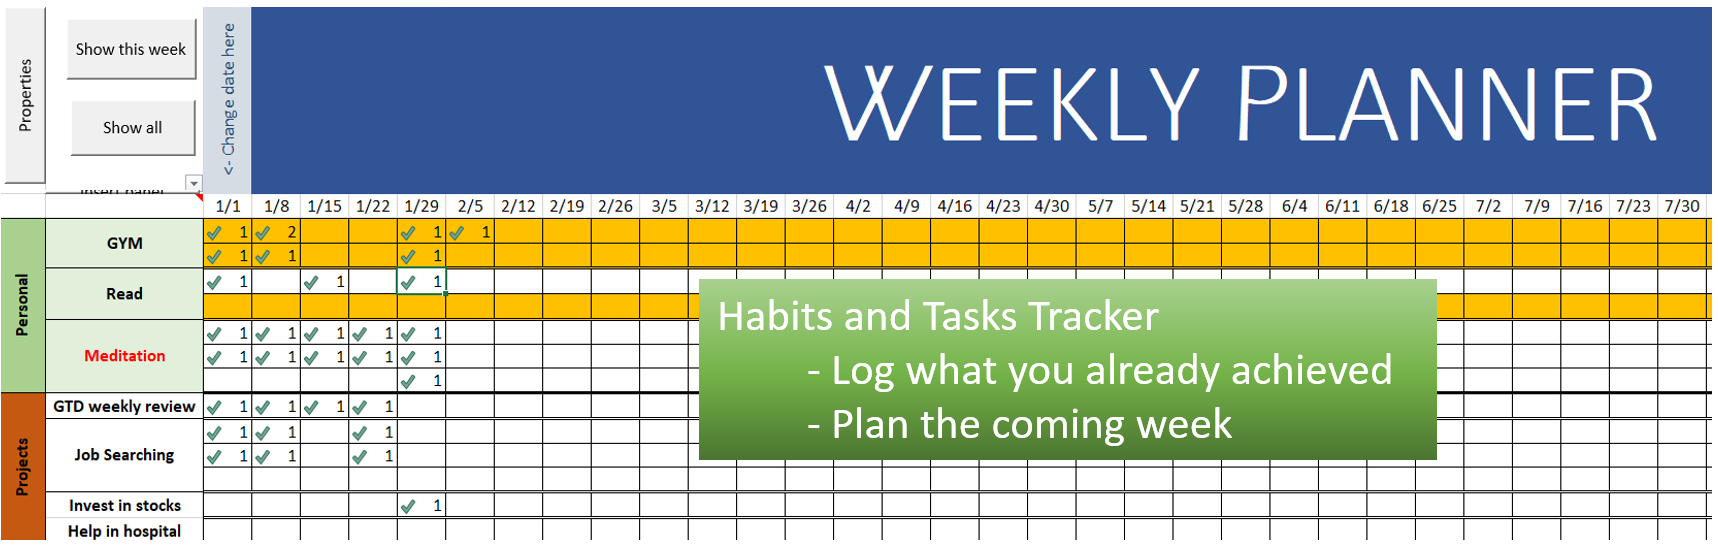 Properties
Show this week
Show all
<- Change date here
WEEKLY PLANNER
Insert panel
1/1 1/8 1/15 1/22 1/29 2/5 2/12 2/19 2/26 3/5 3/12 3/19 3/26 4/2 4/9 4/16 4/23 4/30 5/7 5/14 5/21 5/28 6/4 6/11 6/18 6/25 7/2 7/9 7/16 7/23 7/30
Personal
GYM
1 2 1 1
1 1 1
Read
1 1 1
Meditation
1 1 1 1 1
1 1 1 1 1
1
Habits and Tasks Tracker
- Log what you already achieved
- Plan the coming week
Projects
GTD weekly review 1 1 1 1
Job Searching
1 1 1
1 1 1
Invest in stocks 1
Help in hospital